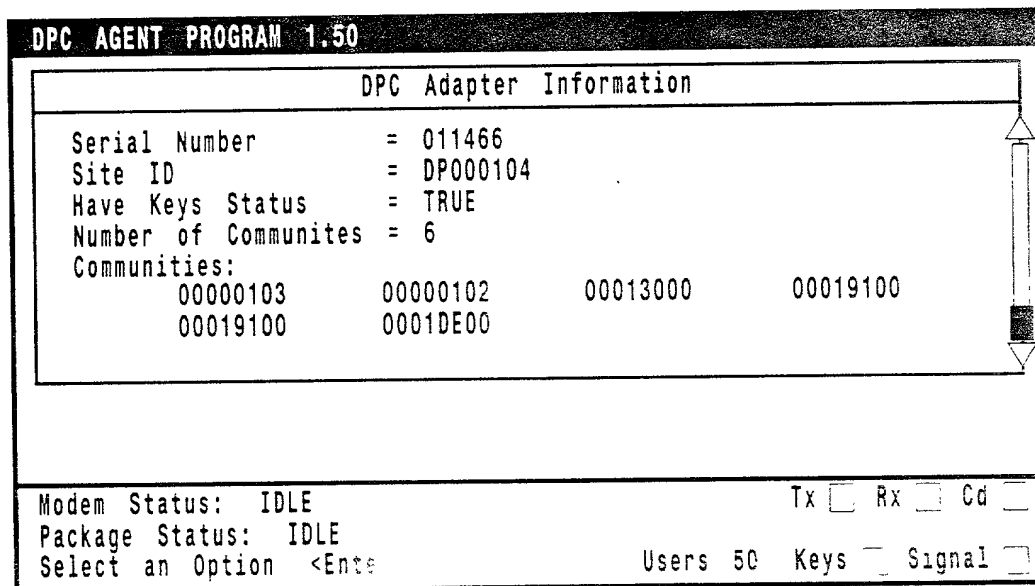 DPC AGENT PROGRAM 1.50
DPC Adapter Information
Serial Number = 011466
Site ID = DP000104
Have Keys Status = TRUE
Number of Communites = 6
Communities:
00000103 00000102 00013000 00019100
00019100 0001DE00
Modem Status: IDLE Tx Rx Cd
Package Status: IDLE
Select an Option <Ente Users 50 Keys Signal